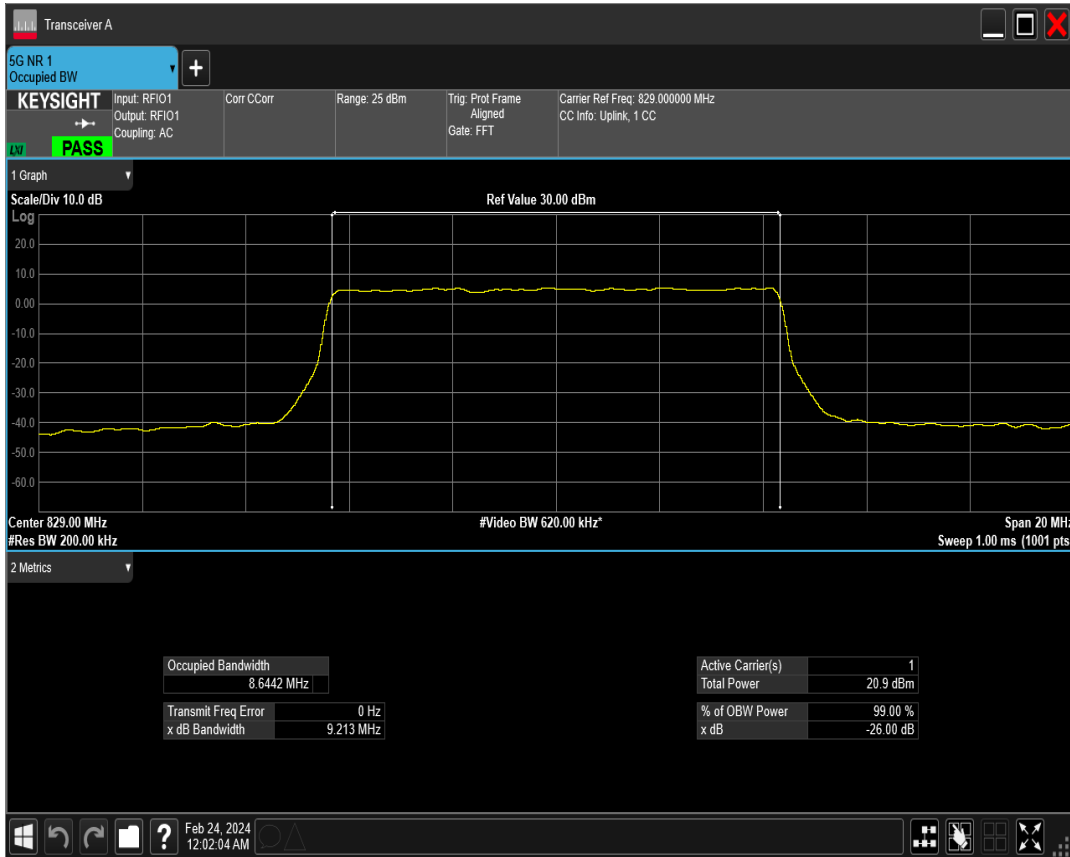 Transceiver A
5G NR 1
Occupied BW
+
KEYSIGHT
LXI
PASS
Input: RFIO1
Output: RFIO1
Coupling: AC
Corr CCorr
Range: 25 dBm
Trig: Prot Frame
Aligned
Gate: FFT
Carrier Ref Freq: 829.000000 MHz
CC Info: Uplink, 1 CC
1 Graph
Scale/Div 10.0 dB
Ref Value 30.00 dBm
Log
20.0
10.0
0.00
-10.0
-20.0
-30.0
-40.0
-50.0
-60.0
Center 829.00 MHz
#Video BW 620.00 kHz*
Span 20 MHz
#Res BW 200.00 kHz
Sweep 1.00 ms (1001 pts
2 Metrics
Occupied Bandwidth
8.6442 MHz
Transmit Freq Error 0 Hz
x dB Bandwidth 9.213 MHz
Active Carrier(s) 1
Total Power 20.9 dBm
% of OBW Power 99.00 %
x dB -26.00 dB
?
Feb 24, 2024
12:02:04 AM